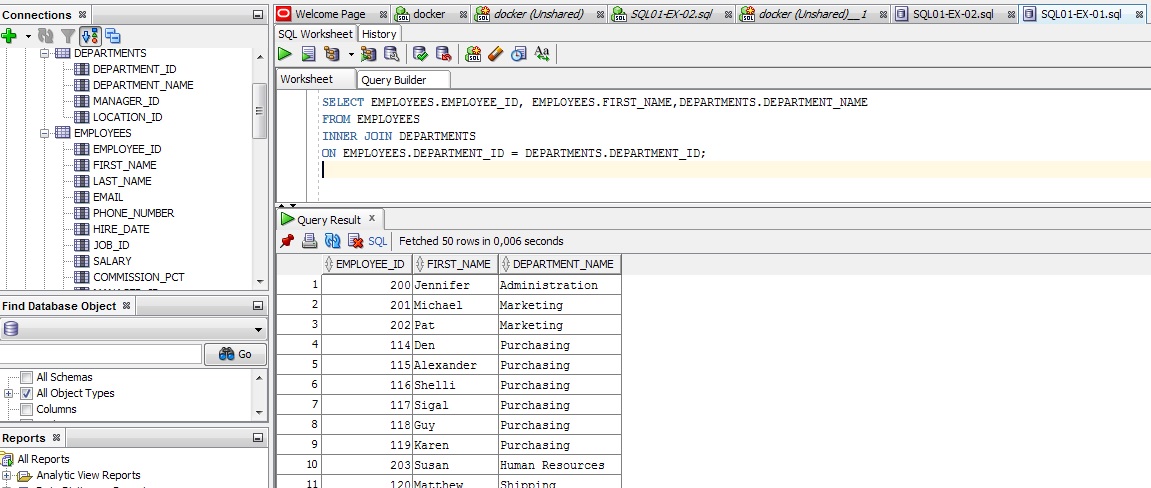 Connections
DEPARTMENTS
DEPARTMENT_ID
DEPARTMENT_NAME
MANAGER_ID
LOCATION_ID
EMPLOYEES
EMPLOYEE_ID
FIRST_NAME
LAST_NAME
EMAIL
PHONE_NUMBER
HIRE_DATE
JOB_ID
SALARY
COMMISSION_PCT
Find Database Object
Go
All Schemas
All Object Types
Columns
Reports
All Reports
Analytic View Reports
Welcome Page
docker
docker (Unshared)
SQL01-EX-02.sql
docker (Unshared)__1
SQL01-EX-02.sql
SQL01-EX-01.sql
SQL Worksheet History
Worksheet Query Builder
SELECT EMPLOYEES.EMPLOYEE_ID, EMPLOYEES.FIRST_NAME,DEPARTMENTS.DEPARTMENT_NAME
FROM EMPLOYEES
INNER JOIN DEPARTMENTS
ON EMPLOYEES.DEPARTMENT_ID = DEPARTMENTS.DEPARTMENT_ID;
Query Result x
SQL Fetched 50 rows in 0,006 seconds
EMPLOYEE_ID FIRST_NAME DEPARTMENT_NAME
1 200 Jennifer Administration
2 201 Michael Marketing
3 202 Pat Marketing
4 114 Den Purchasing
5 115 Alexander Purchasing
6 116 Shelli Purchasing
7 117 Sigal Purchasing
8 118 Guy Purchasing
9 119 Karen Purchasing
10 203 Susan Human Resources
11 120 Matthew Shipping